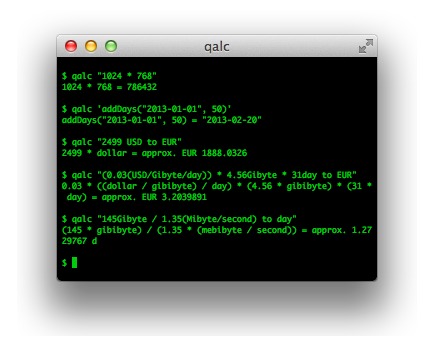 qalc
$ qalc "1024 * 768"
1024 * 768 = 786432
$ qalc 'addDays("2013-01-01", 50)'
addDays("2013-01-01", 50) = "2013-02-20"
$ qalc "2499 USD to EUR"
2499 * dollar = approx. EUR 1888.0326
$ qalc "(0.03(USD/Gibyte/day)) * 4.56Gibyte * 31day to EUR"
0.03 * ((dollar / gibibyte) / day) * (4.56 * gibibyte) * (31 *
 day) = approx. EUR 3.2039891
$ qalc "145Gibyte / 1.35(Mibyte/second) to day"
(145 * gibibyte) / (1.35 * (mebibyte / second)) = approx. 1.27
29767 d
$